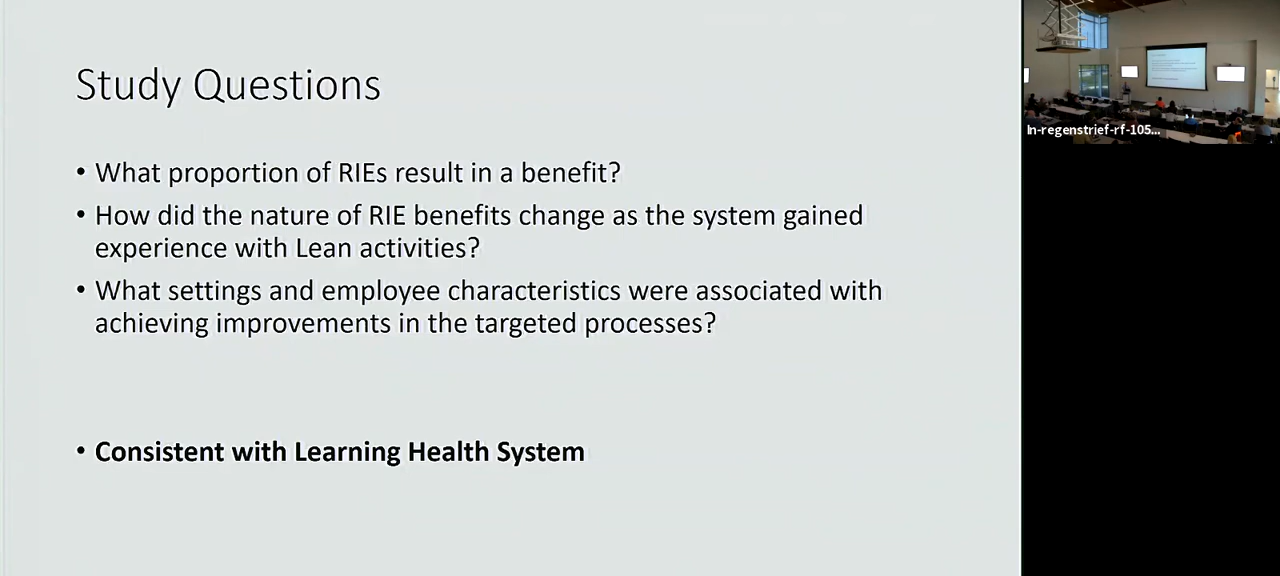 Study Questions
• What proportion of RIEs result in a benefit?
• How did the nature of RIE benefits change as the system gained
experience with Lean activities?
• What settings and employee characteristics were associated with
achieving improvements in the targeted processes?
• Consistent with Learning Health System
In-regenstrief-rf-105...